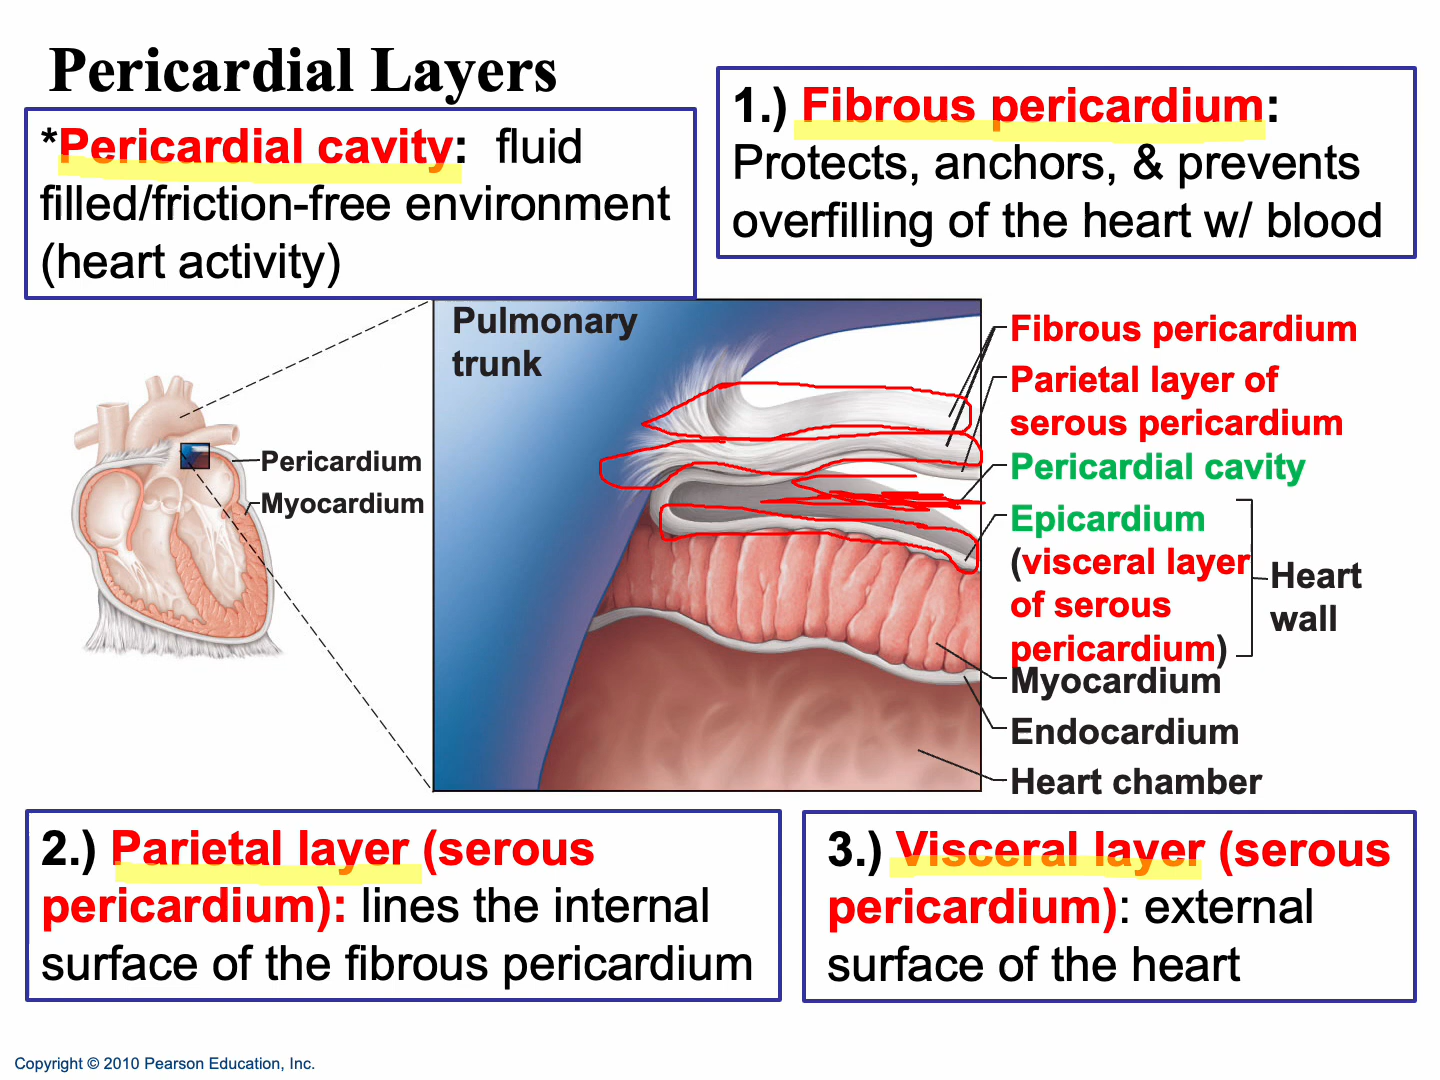 Pericardial Layers
*Pericardial cavity: fluid
filled/friction-free environment
(heart activity)
1.) Fibrous pericardium:
Protects, anchors, & prevents
overfilling of the heart w/ blood
Pulmonary
trunk
Pericardium
Myocardium
Fibrous pericardium
Parietal layer of
serous pericardium
Pericardial cavity
Epicardium
(visceral layer
of serous
pericardium)
Heart
wall
Myocardium
Endocardium
Heart chamber
2.) Parietal layer (serous
pericardium): lines the internal
surface of the fibrous pericardium
3.) Visceral layer (serous
pericardium): external
surface of the heart
Copyright © 2010 Pearson Education, Inc.